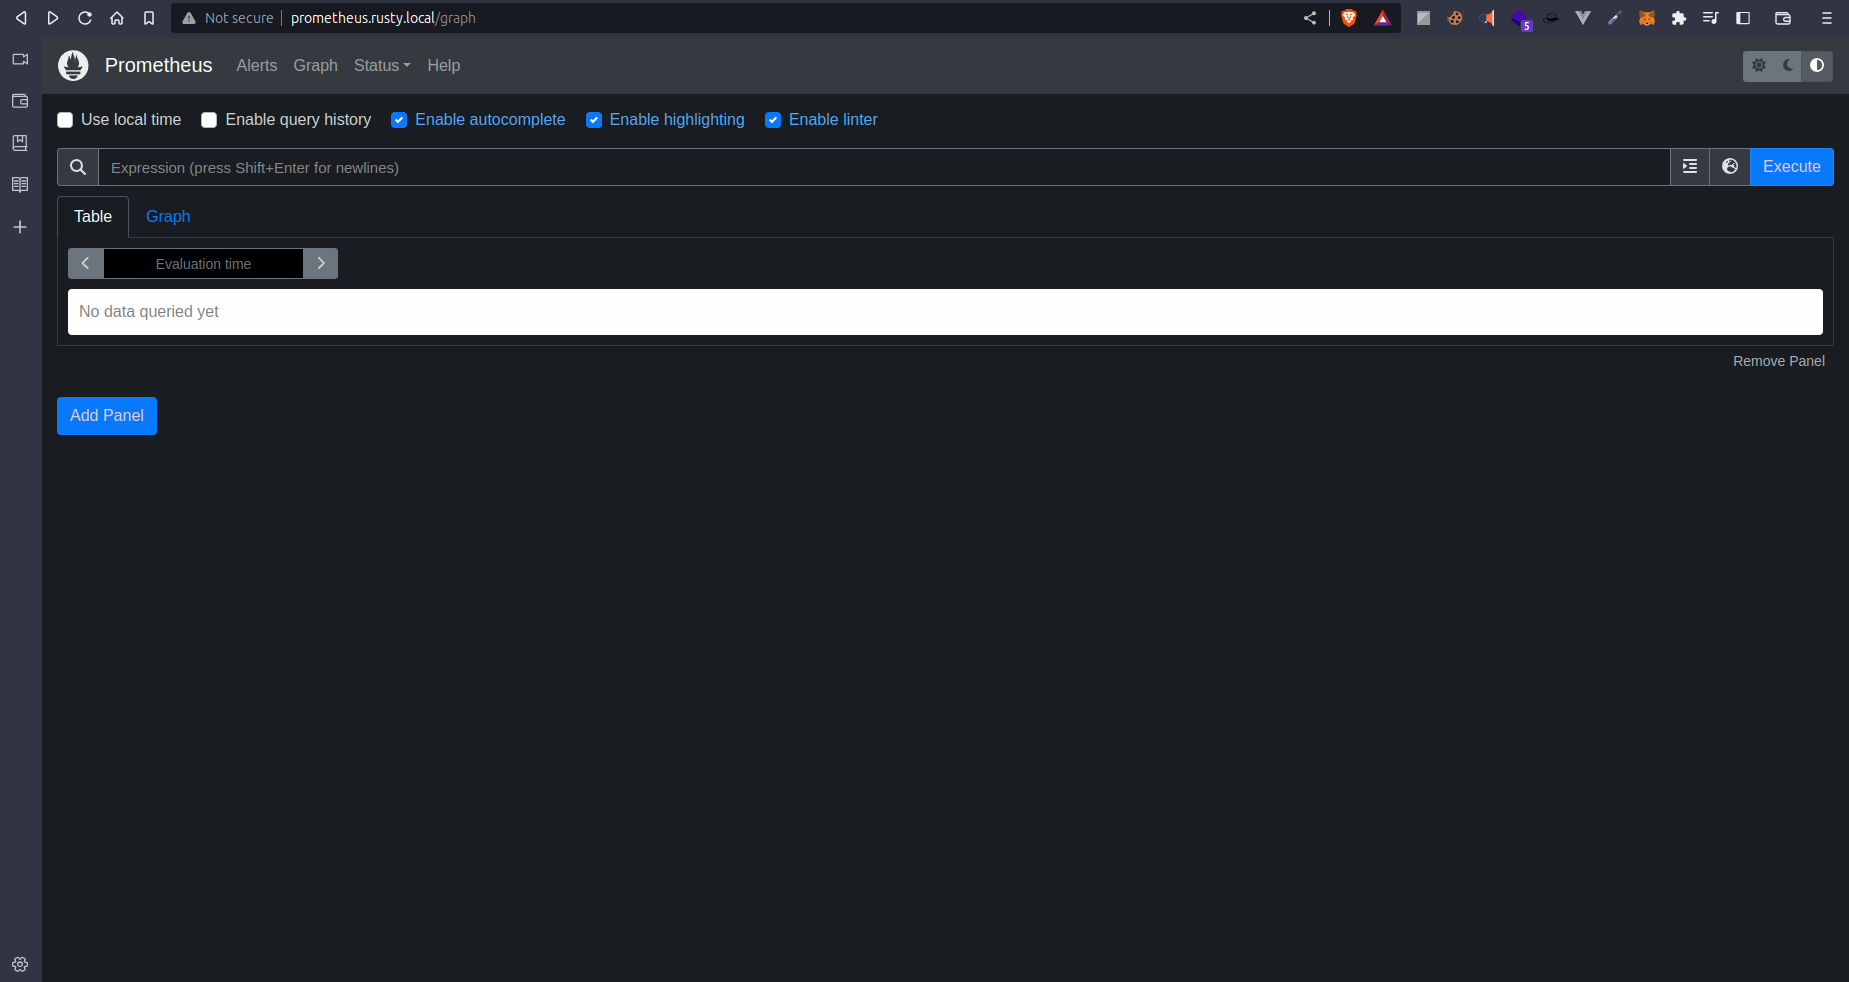 Not secure prometheus.rusty.local/graph
5
Prometheus Alerts Graph Status Help
Use local time Enable query history Enable autocomplete Enable highlighting Enable linter
Expression (press Shift+Enter for newlines) Execute
Table Graph
Evaluation time
No data queried yet
Remove Panel
Add Panel